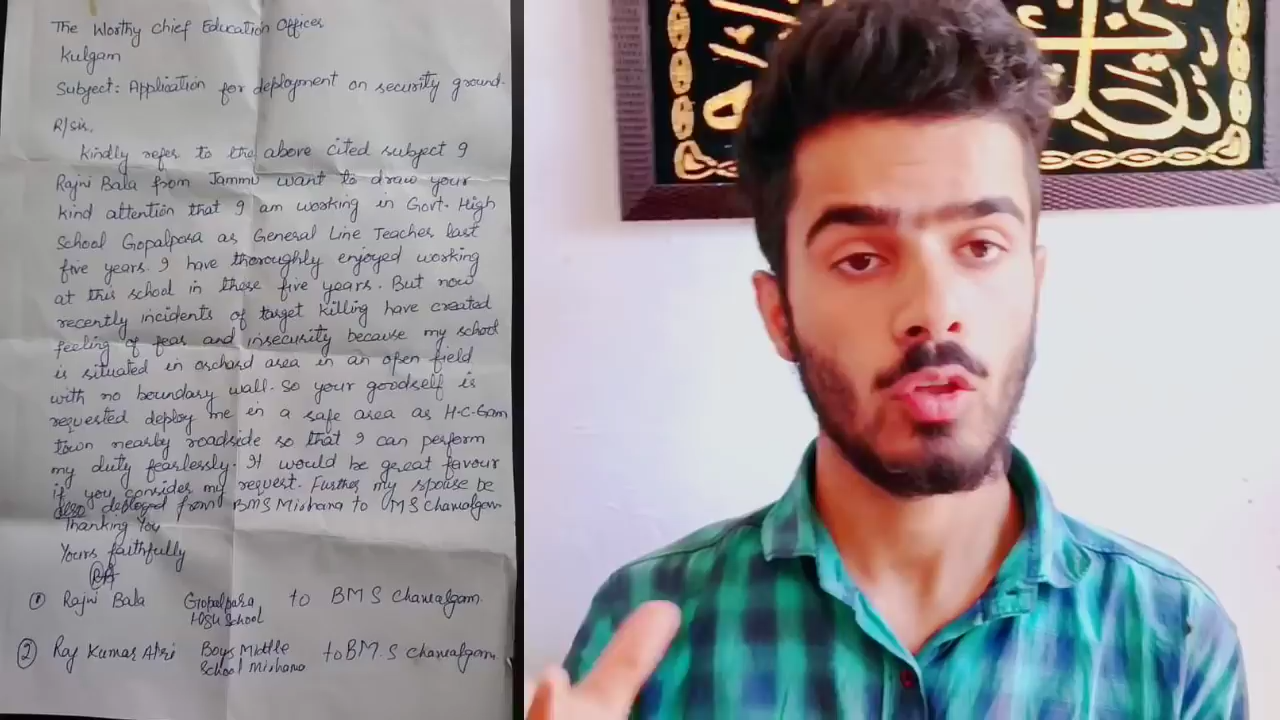 The Worthy Chief Education Officer
Kulgam
Subject: Application for deployment on security ground.
R/sir,
Kindly refer to the above cited subject I
Rajni Bala from Jammu want to draw your
kind attention that I am working in Govt. High
School Gopalpara as General Line Teacher last
five years. I have thoroughly enjoyed working
at this school in these five years. But now
recently incidents of target killing have created
feeling of fear and insecurity because my school
is situated in orchard area in an open field
with no boundary wall. So your goodself is
requested deploy me in a safe area as H.C.Gam
town nearby roadside so that I can perform
my duty fearlessly. It would be great favour
if you consider my request. Further my spouse be
also deployed from BMS Mishana to MS Chawalgam
Thanking You
Yours faithfully
① Rajni Bala Gopalpara High School to BMS Chawalgam.
② Raj Kumar Atri Boys Middle School Mishana to B.M.S Chawalgam